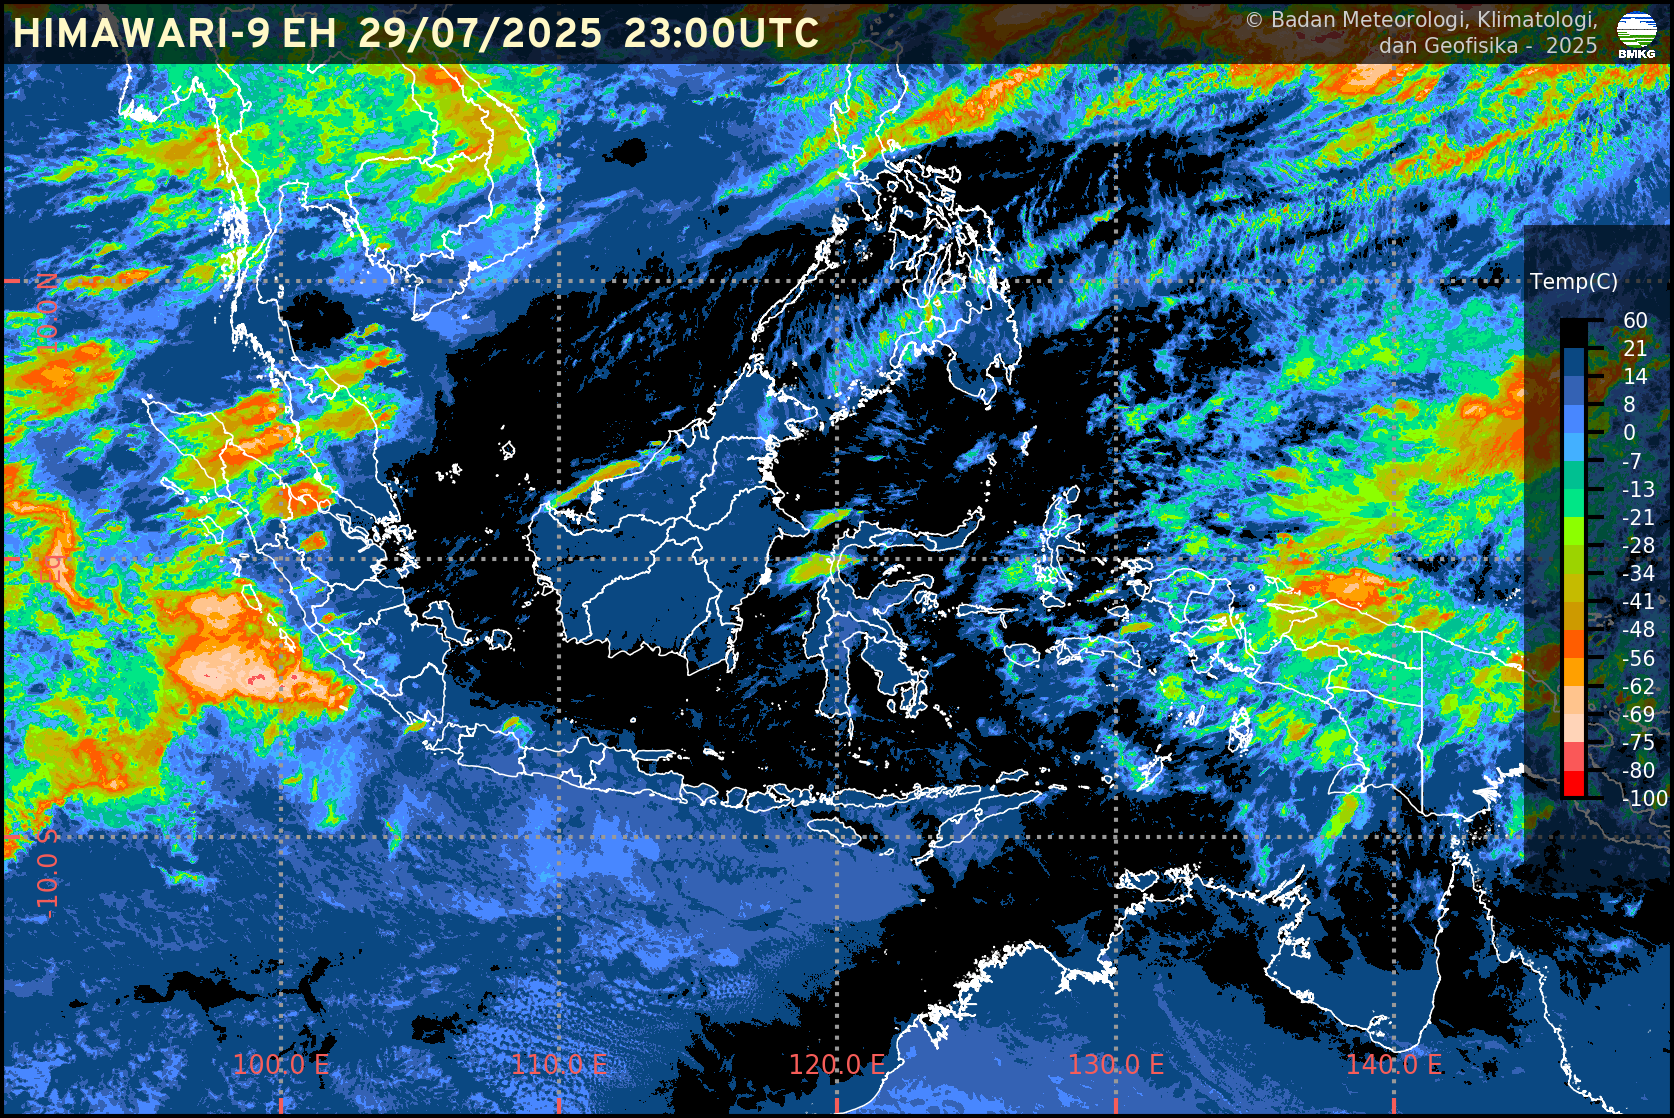 HIMAWARI-9 EH 29/07/2025 23:00UTC
© Badan Meteorologi, Klimatologi,
dan Geofisika - 2025
BMKG
Temp(C)
60
21
14
8
0
-7
-13
-21
-28
-34
-41
-48
-56
-62
-69
-75
-80
-100
10.0 N
EQ
-10.0 S
100.0 E
110.0 E
120.0 E
130.0 E
140.0 E